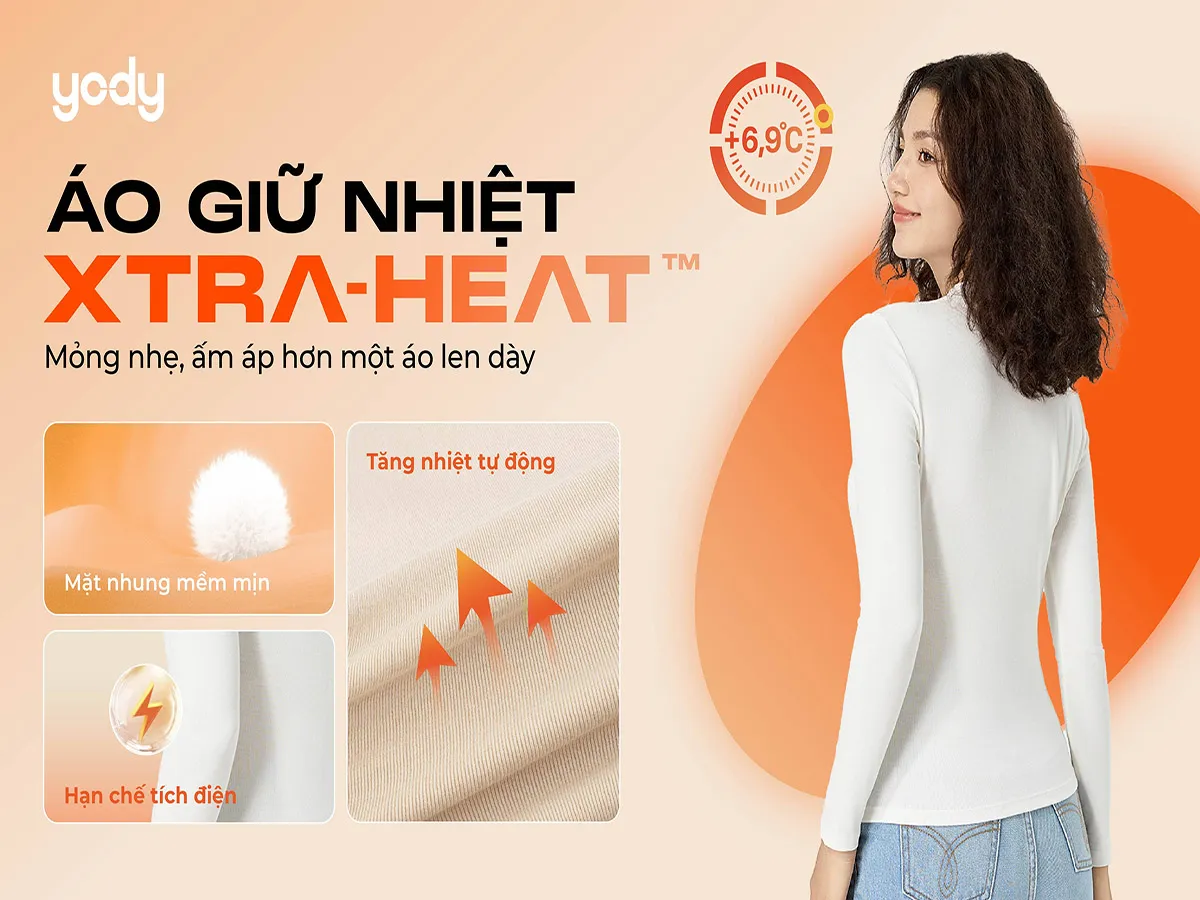 yody
+6,9°C
ÁO GIỮ NHIỆT
XTRA-HEAT™
Mỏng nhẹ, ấm áp hơn một áo len dày
Tăng nhiệt tự động
Mặt nhung mềm mịn
Hạn chế tích điện